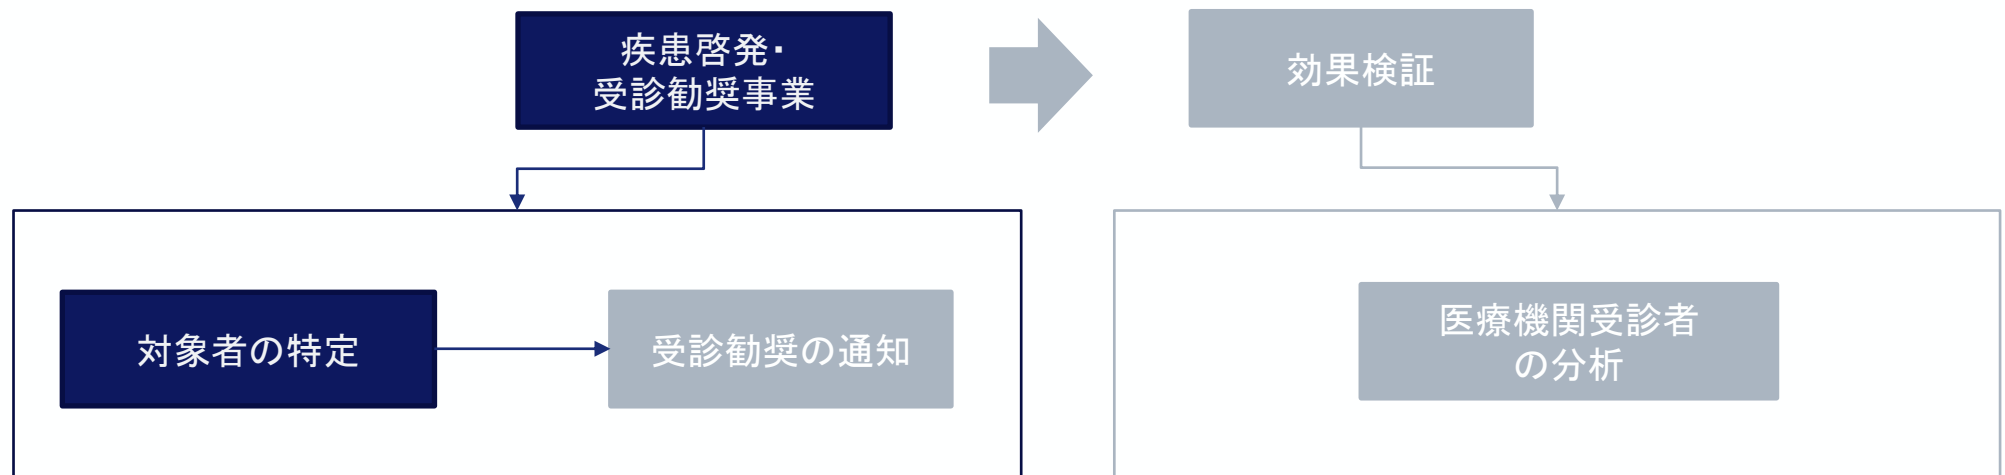 疾患啓発・
受診勧奨事業
効果検証
対象者の特定
受診勧奨の通知
医療機関受診者
の分析